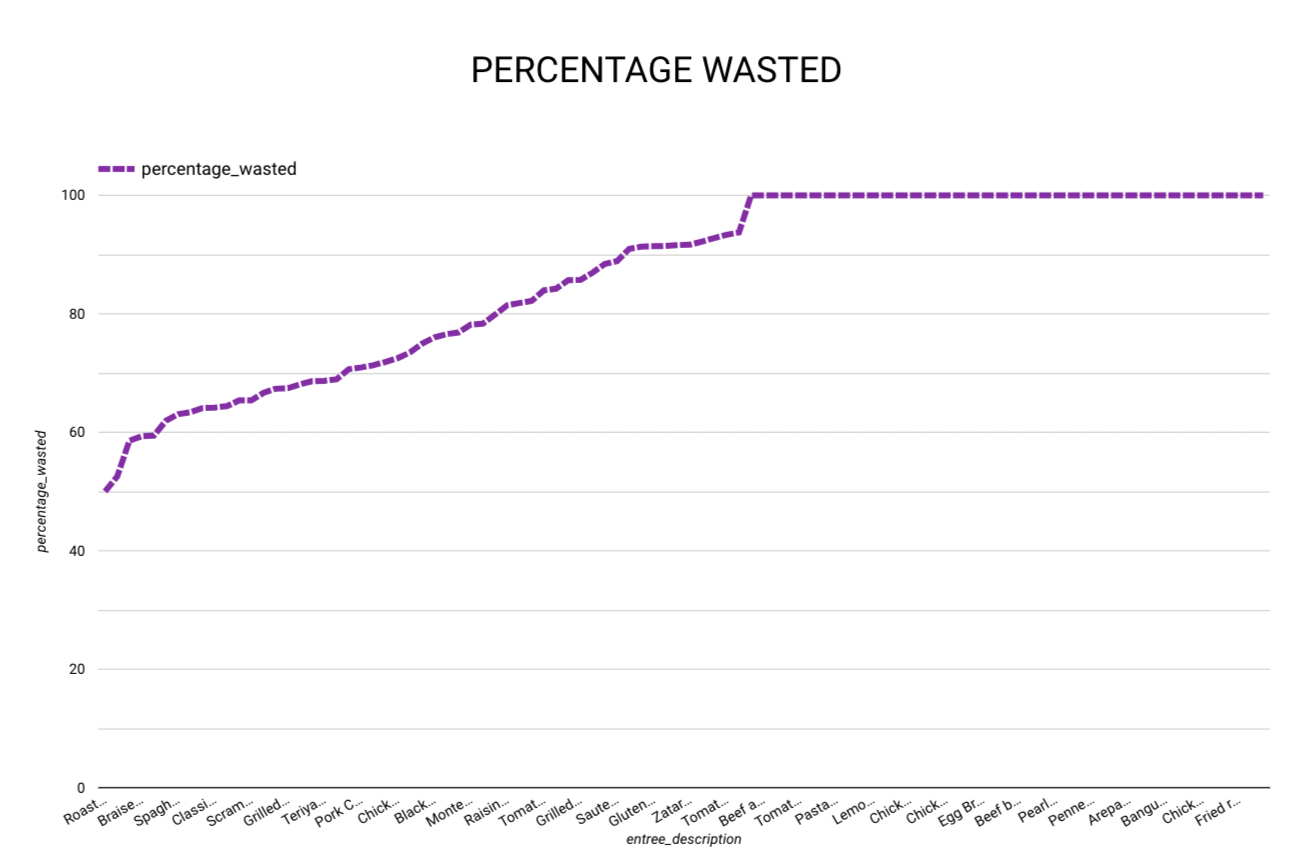 PERCENTAGE WASTED
percentage_wasted
100
80
60
40
20
0
percentage_wasted
Roast...
Braise...
Spagh...
Classi...
Scram...
Grilled...
Teriya...
Pork C...
Chick...
Black...
Monte...
Raisin...
Tomat...
Grilled...
Saute...
Gluten...
Zatar...
Tomat...
Beef a...
Tomat...
Pasta...
Lemo...
Chick...
Chick...
Egg Br...
Beef b...
Pearl...
Penne...
Arepa...
Bangu...
Chick...
Fried r...
entree_description